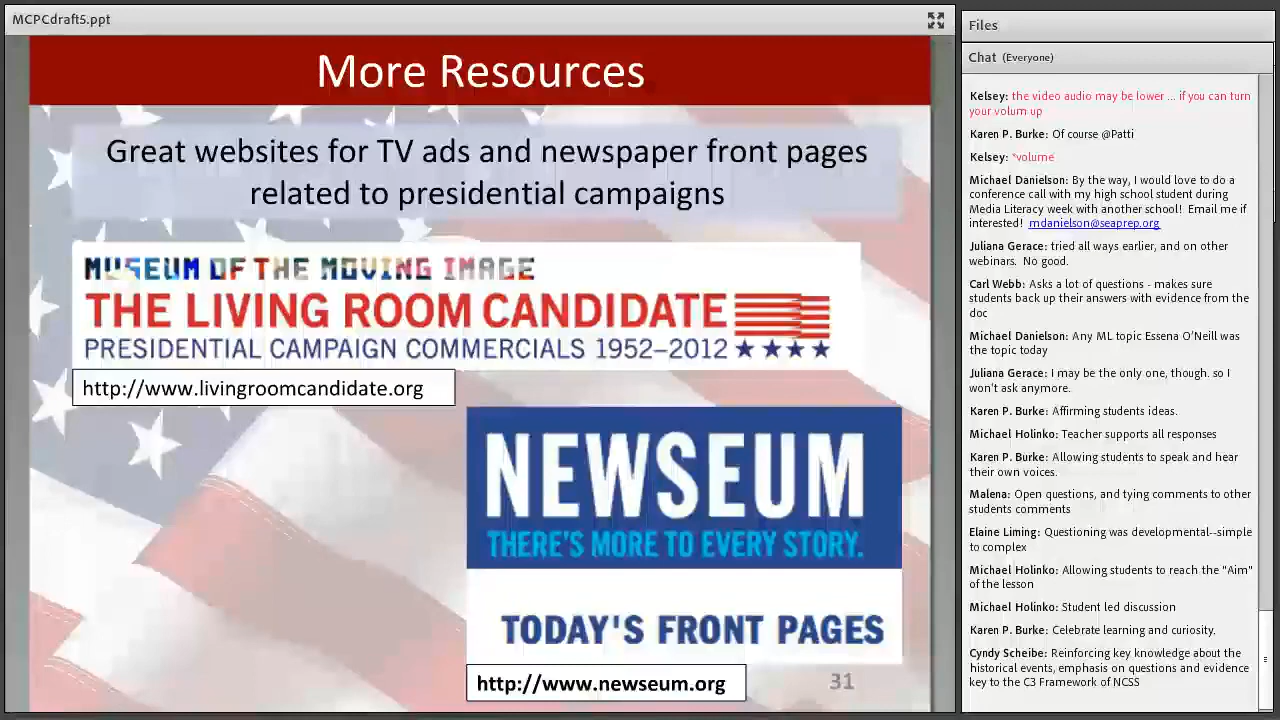 MCPCdraft5.ppt
More Resources
Great websites for TV ads and newspaper front pages
related to presidential campaigns
MUSEUM OF THE MOVING IMAGE
THE LIVING ROOM CANDIDATE
PRESIDENTIAL CAMPAIGN COMMERCIALS 1952–2012
http://www.livingroomcandidate.org
NEWSEUM
THERE'S MORE TO EVERY STORY.
TODAY'S FRONT PAGES
http://www.newseum.org
31
Files
Chat (Everyone)
Kelsey: the video audio may be lower ... if you can turn
your volum up
Karen P. Burke: Of course @Patti
Kelsey: *volume
Michael Danielson: By the way, I would love to do a
conference call with my high school student during
Media Literacy week with another school! Email me if
interested! mdanielson@seaprep.org
Juliana Gerace: tried all ways earlier, and on other
webinars. No good.
Carl Webb: Asks a lot of questions - makes sure
students back up their answers with evidence from the
doc
Michael Danielson: Any ML topic Essena O'Neill was
the topic today
Juliana Gerace: I may be the only one, though. so I
won't ask anymore.
Karen P. Burke: Affirming students ideas.
Michael Holinko: Teacher supports all responses
Karen P. Burke: Allowing students to speak and hear
their own voices.
Malena: Open questions, and tying comments to other
students comments
Elaine Liming: Questioning was developmental--simple
to complex
Michael Holinko: Allowing students to reach the "Aim"
of the lesson
Michael Holinko: Student led discussion
Karen P. Burke: Celebrate learning and curiosity.
Cyndy Scheibe: Reinforcing key knowledge about the
historical events, emphasis on questions and evidence
key to the C3 Framework of NCSS